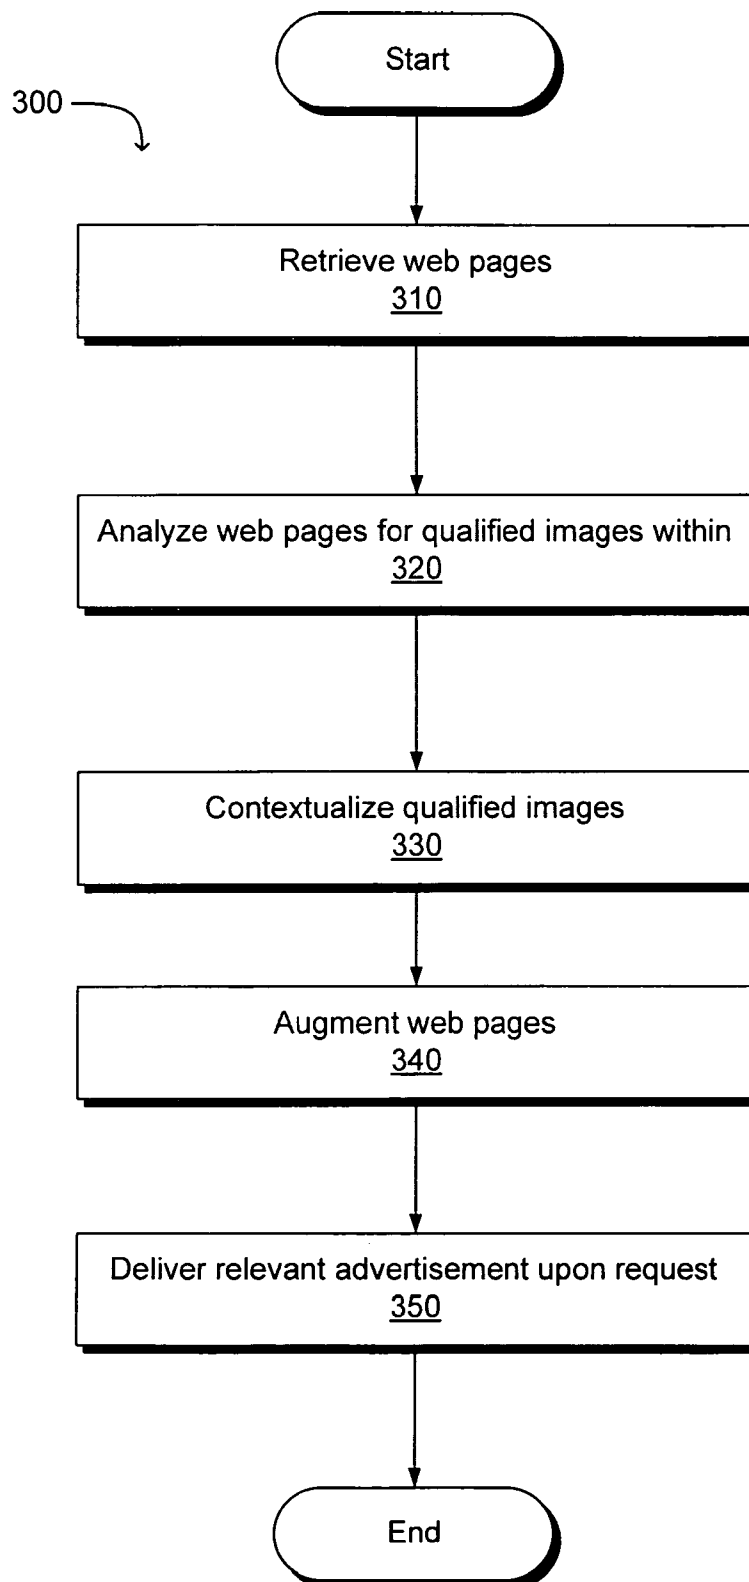 Start
300
Retrieve web pages
310
Analyze web pages for qualified images within
320
Contextualize qualified images
330
Augment web pages
340
Deliver relevant advertisement upon request
350
End